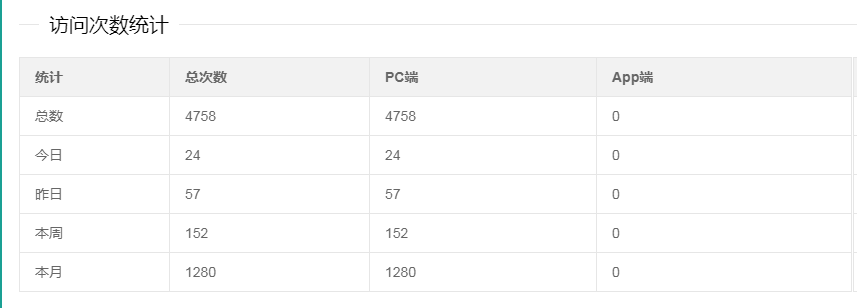 访问次数统计
统计 总次数 PC端 App端
总数 4758 4758 0
今日 24 24 0
昨日 57 57 0
本周 152 152 0
本月 1280 1280 0